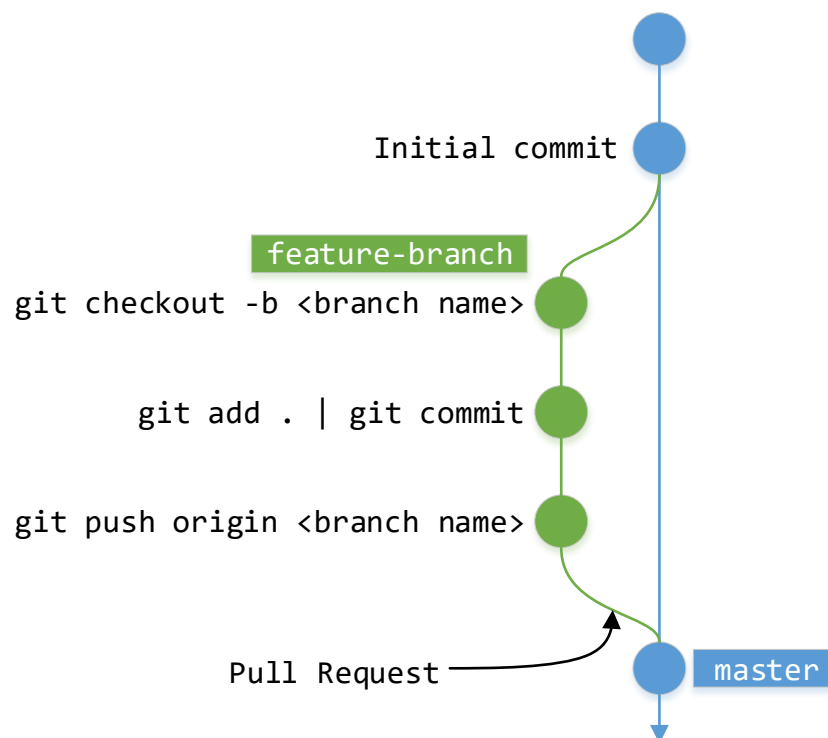 Initial commit
feature-branch
git checkout -b <branch name>
git add . | git commit
git push origin <branch name>
Pull Request
master